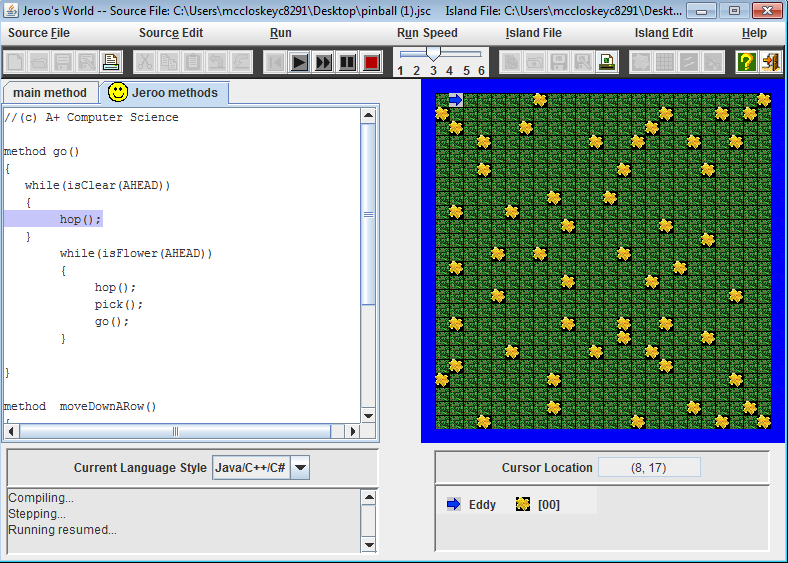 Jeroo's World -- Source File: C:\Users\mccloskeyc8291\Desktop\pinball (1).jsc    Island File: C:\Users\mccloskeyc8291\Deskt...
Source File    Source Edit    Run    Run Speed    Island File    Island Edit    Help
1 2 3 4 5 6
main method    Jeroo methods
//(c) A+ Computer Science
method go()
{
while(isClear(AHEAD))
{
hop();
}
while(isFlower(AHEAD))
{
hop();
pick();
go();
}
}
method  moveDownARow()
Current Language Style    Java/C++/C#
Cursor Location    (8, 17)
Compiling...
Stepping...
Running resumed...
Eddy    [00]